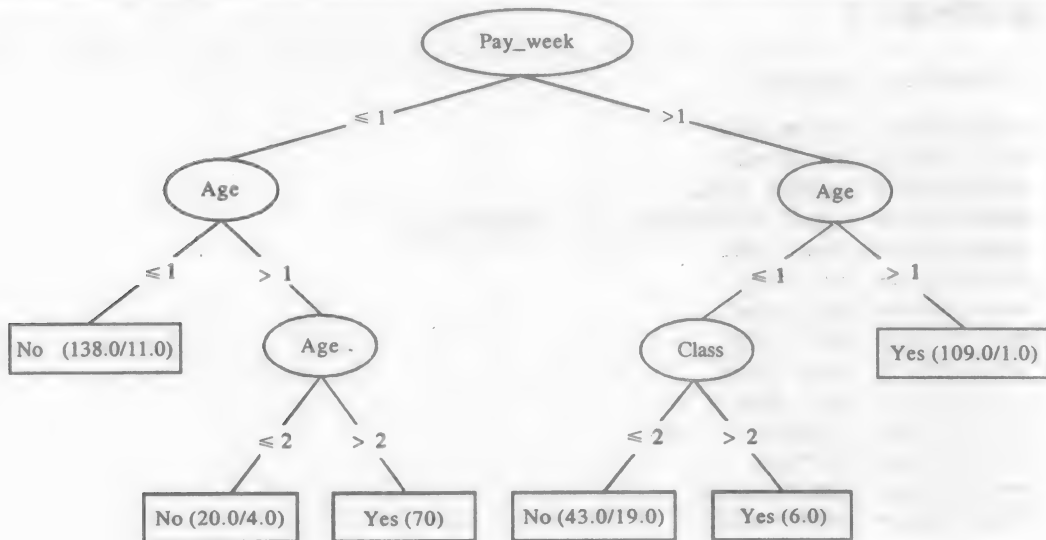 Pay_week
≤ 1
>1
Age
Age
≤ 1
> 1
≤ 1
> 1
No (138.0/11.0)
Age
Class
Yes (109.0/1.0)
≤ 2
> 2
≤ 2
> 2
No (20.0/4.0)
Yes (70)
No (43.0/19.0)
Yes (6.0)